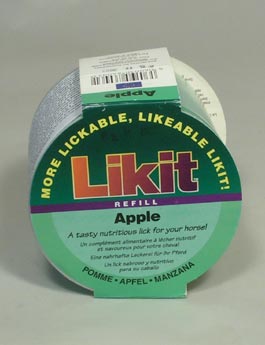 Apple
MORE LICKABLE, LIKEABLE LIKIT!
Likit
REFILL
Apple
A tasty nutritious lick for your horse!
Un complément alimentaire à lécher nutritif
et savoureux pour votre cheval
Eine nahrhafte Leckerei für Ihr Pferd
Un lick nabroso y nutritivo
para su caballo
POMME • APFEL • MANZANA